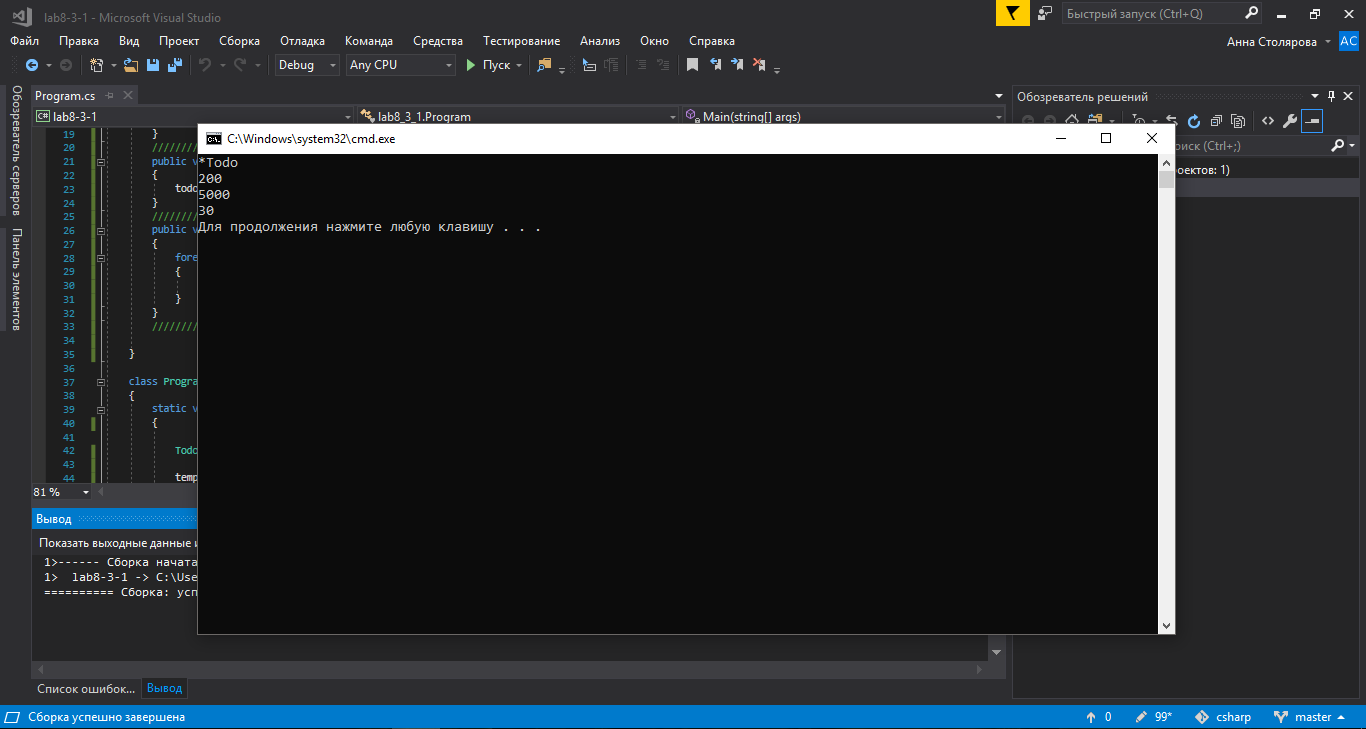 lab8-3-1 - Microsoft Visual Studio
Быстрый запуск (Ctrl+Q)
Файл Правка Вид Проект Сборка Отладка Команда Средства Тестирование Анализ Окно Справка
Анна Столярова AC
Debug Any CPU Пуск
Обозреватель серверов
Панель элементов
Program.cs
C# lab8-3-1 lab8_3_1.Program Main(string[] args)
19 }
20 /////////
21 public v
22 {
23 todo
24 }
25 /////////
26 public v
27 {
28 fore
29 {
30
31 }
32 }
33 /////////
34
35 }
36
37 class Progra
38 {
39 static v
40 {
41
42 Todo
43
44 temp
81 %
C:\Windows\system32\cmd.exe
*Todo
200
5000
30
Для продолжения нажмите любую клавишу . . .
Обозреватель решений
оиск (Ctrl+;)
роектов: 1)
Вывод
Показать выходные данные и
1>------ Сборка начата
1> lab8-3-1 -> C:\Use
========== Сборка: усп
Список ошибок... Вывод
Сборка успешно завершена
0 99* csharp master